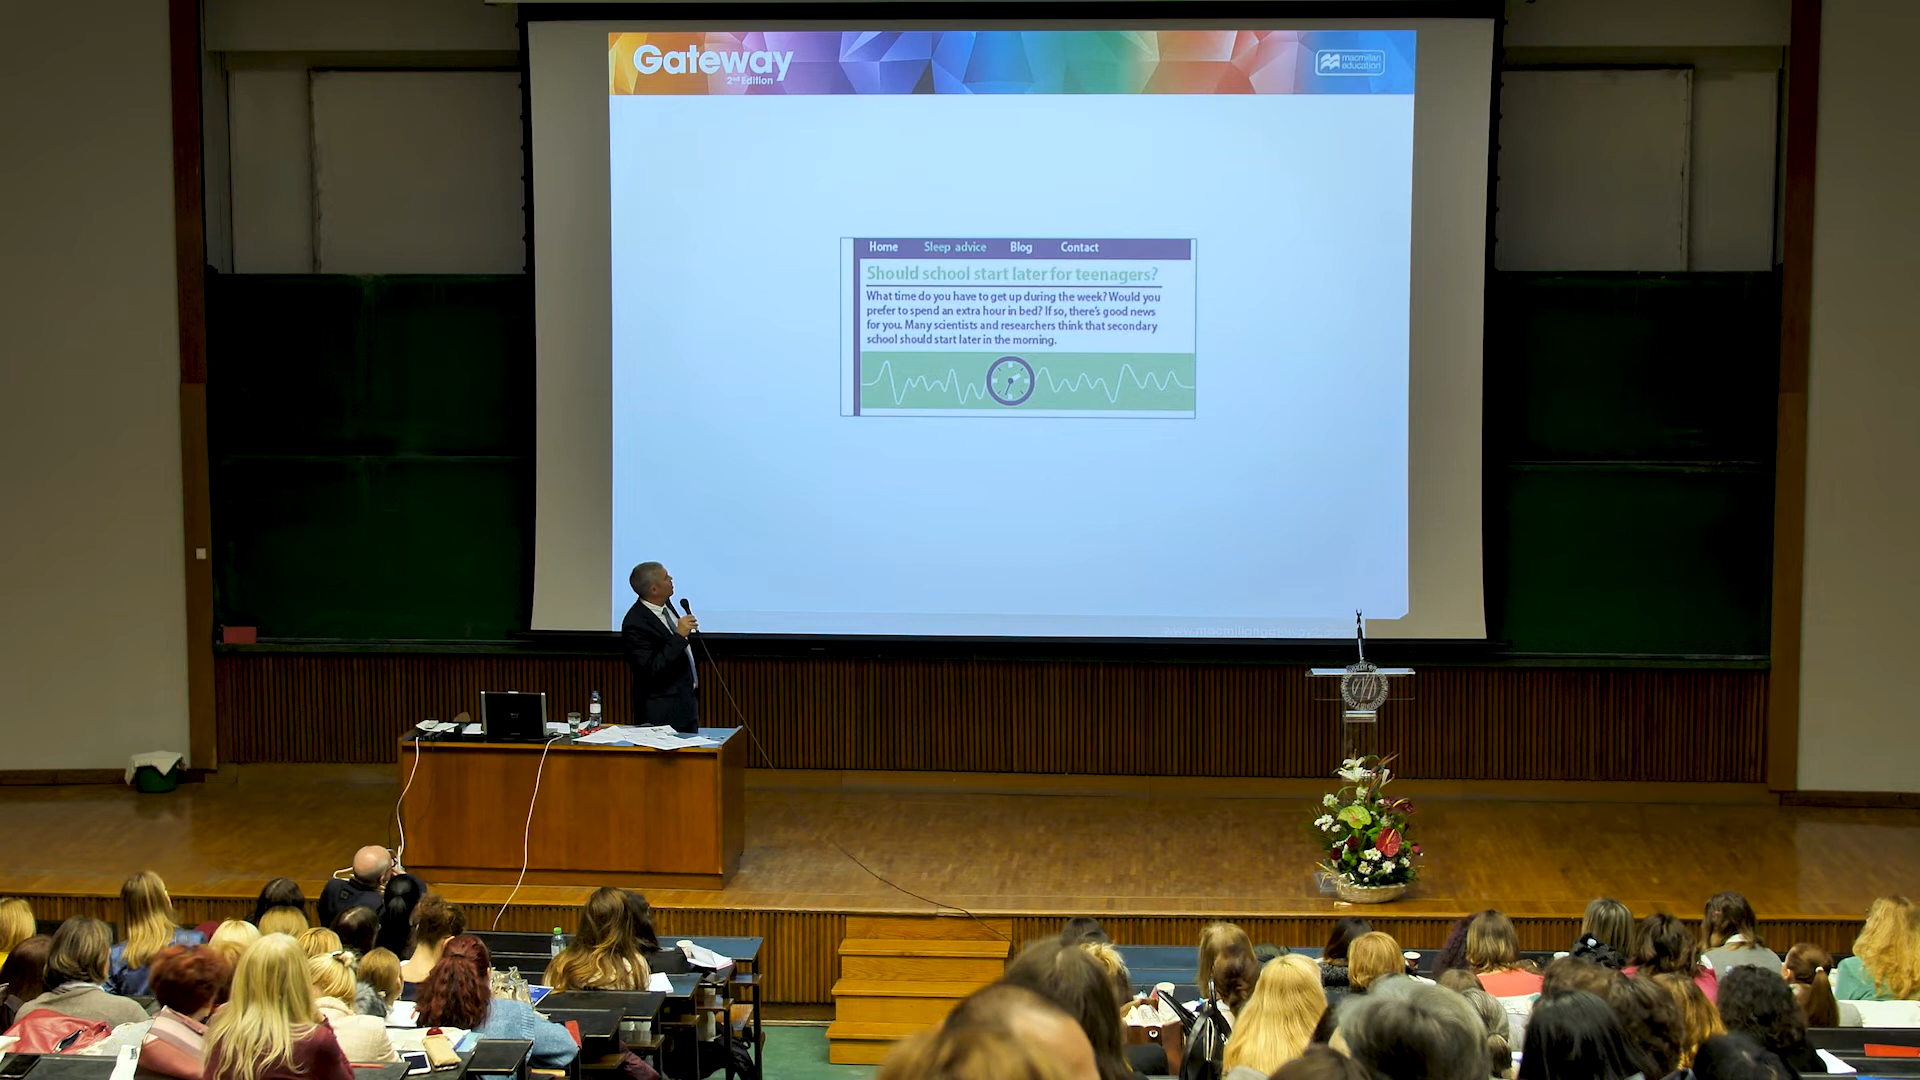 Gateway
2nd Edition
macmillan
education
Home Sleep advice Blog Contact
Should school start later for teenagers?
What time do you have to get up during the week? Would you
prefer to spend an extra hour in bed? If so, there's good news
for you. Many scientists and researchers think that secondary
school should start later in the morning.